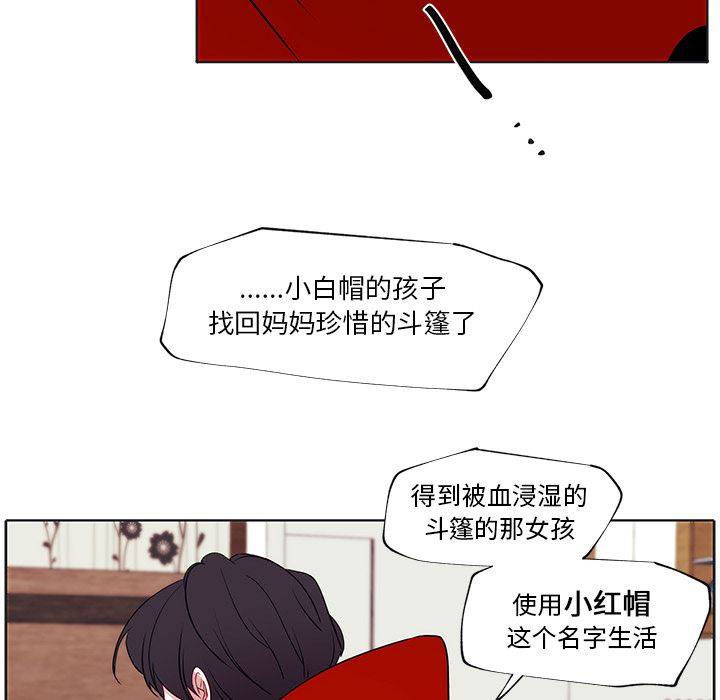 ......小白帽的孩子
找回妈妈珍惜的斗篷了
得到被血浸湿的
斗篷的那女孩
使用小红帽
这个名字生活